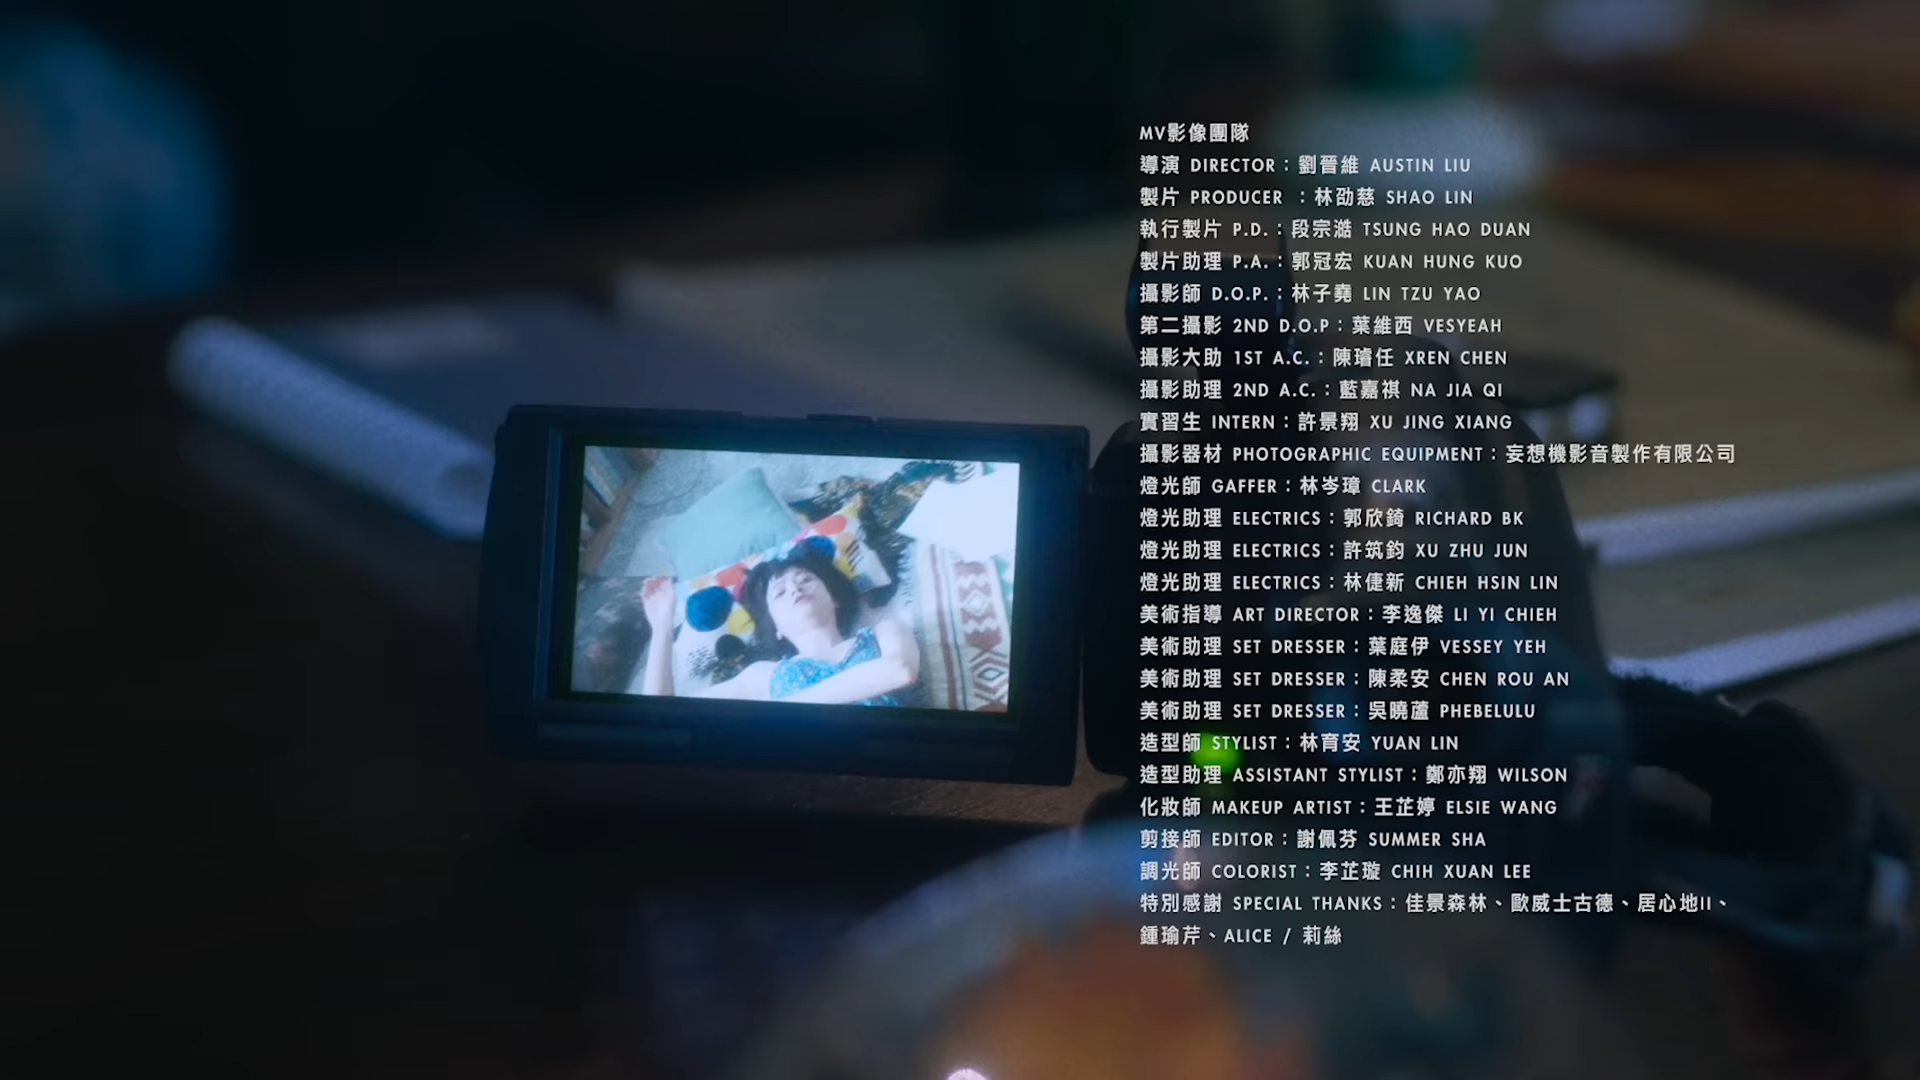 MV影像團隊
導演 DIRECTOR：劉晉維 AUSTIN LIU
製片 PRODUCER ：林劭慈 SHAO LIN
執行製片 P.D.：段宗澔 TSUNG HAO DUAN
製片助理 P.A.：郭冠宏 KUAN HUNG KUO
攝影師 D.O.P.：林子堯 LIN TZU YAO
第二攝影 2ND D.O.P：葉維西 VESYEAH
攝影大助 1ST A.C.：陳璿任 XREN CHEN
攝影助理 2ND A.C.：藍嘉祺 NA JIA QI
實習生 INTERN：許景翔 XU JING XIANG
攝影器材 PHOTOGRAPHIC EQUIPMENT：妄想機影音製作有限公司
燈光師 GAFFER：林岑璋 CLARK
燈光助理 ELECTRICS：郭欣錡 RICHARD BK
燈光助理 ELECTRICS：許筑鈞 XU ZHU JUN
燈光助理 ELECTRICS：林倢新 CHIEH HSIN LIN
美術指導 ART DIRECTOR：李逸傑 LI YI CHIEH
美術助理 SET DRESSER：葉庭伊 VESSEY YEH
美術助理 SET DRESSER：陳柔安 CHEN ROU AN
美術助理 SET DRESSER：吳曉蘆 PHEBELULU
造型師 STYLIST：林育安 YUAN LIN
造型助理 ASSISTANT STYLIST：鄭亦翔 WILSON
化妝師 MAKEUP ARTIST：王芷婷 ELSIE WANG
剪接師 EDITOR：謝佩芬 SUMMER SHA
調光師 COLORIST：李芷璇 CHIH XUAN LEE
特別感謝 SPECIAL THANKS：佳景森林、歐威士古德、居心地II、
鍾瑜芹、ALICE / 莉絲